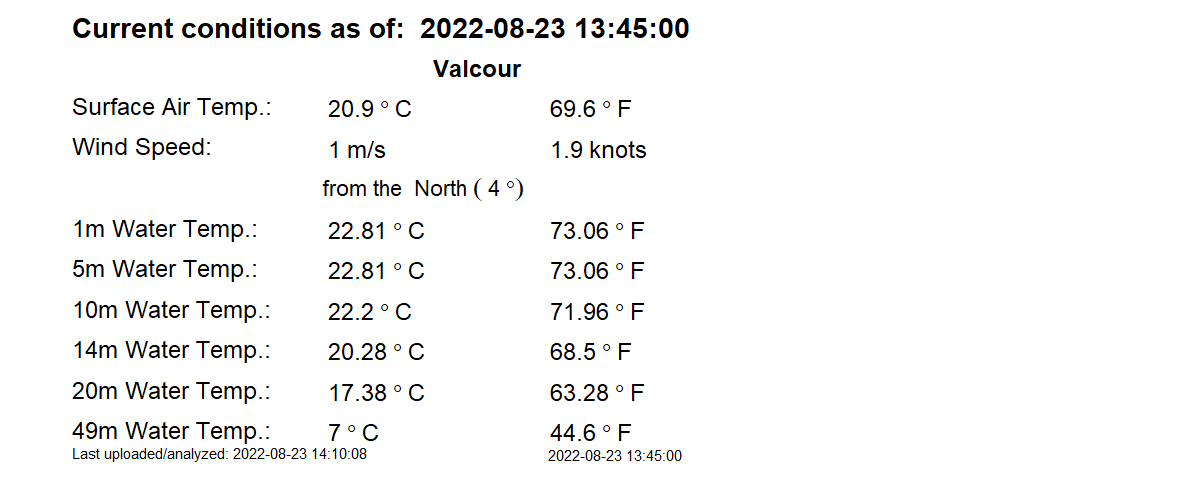 Current conditions as of: 2022-08-23 13:45:00
Valcour
Surface Air Temp.: 20.9 ° C 69.6 ° F
Wind Speed: 1 m/s 1.9 knots
from the North ( 4 °)
1m Water Temp.: 22.81 ° C 73.06 ° F
5m Water Temp.: 22.81 ° C 73.06 ° F
10m Water Temp.: 22.2 ° C 71.96 ° F
14m Water Temp.: 20.28 ° C 68.5 ° F
20m Water Temp.: 17.38 ° C 63.28 ° F
49m Water Temp.: 7 ° C 44.6 ° F
Last uploaded/analyzed: 2022-08-23 14:10:08 2022-08-23 13:45:00